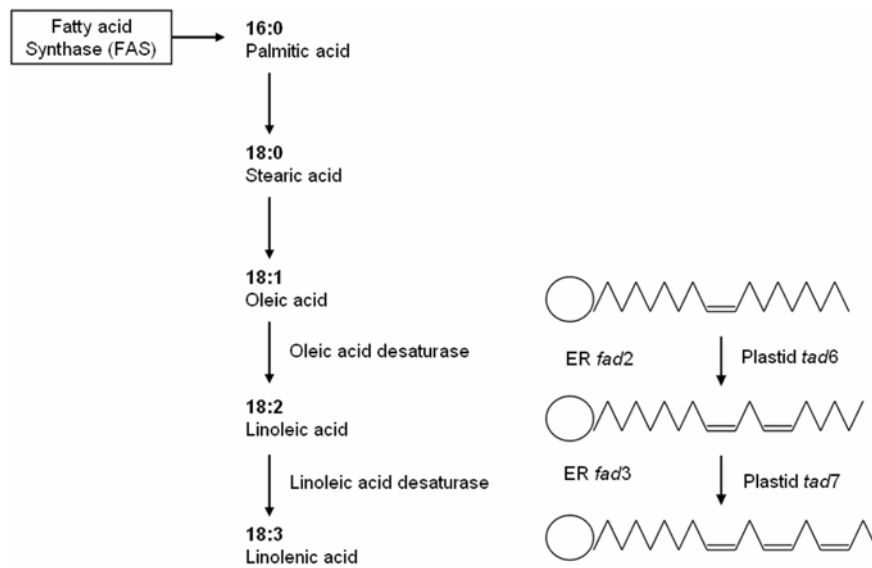 Fatty acid
Synthase (FAS)
16:0
Palmitic acid
18:0
Stearic acid
18:1
Oleic acid
Oleic acid desaturase
ER fad2
Plastid tad6
18:2
Linoleic acid
Linoleic acid desaturase
ER fad3
Plastid tad7
18:3
Linolenic acid